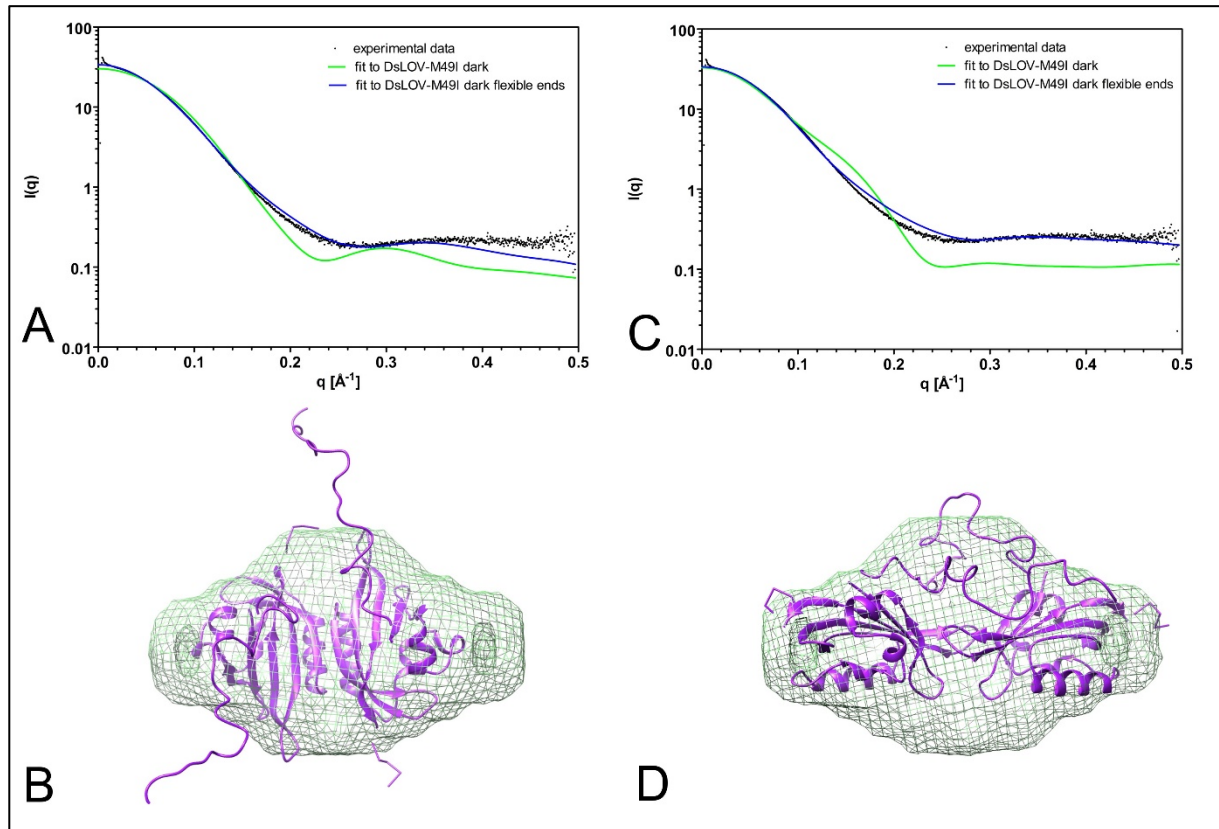 100
10
1
0.1
0.01
I(q)
experimental data
fit to DsLOV-M49I dark
fit to DsLOV-M49I dark flexible ends
0.0 0.1 0.2 0.3 0.4 0.5
q [Å-1]
A
100
10
1
0.1
0.01
I(q)
experimental data
fit to DsLOV-M49I dark
fit to DsLOV-M49I dark flexible ends
0.0 0.1 0.2 0.3 0.4 0.5
q [Å-1]
C
B
D